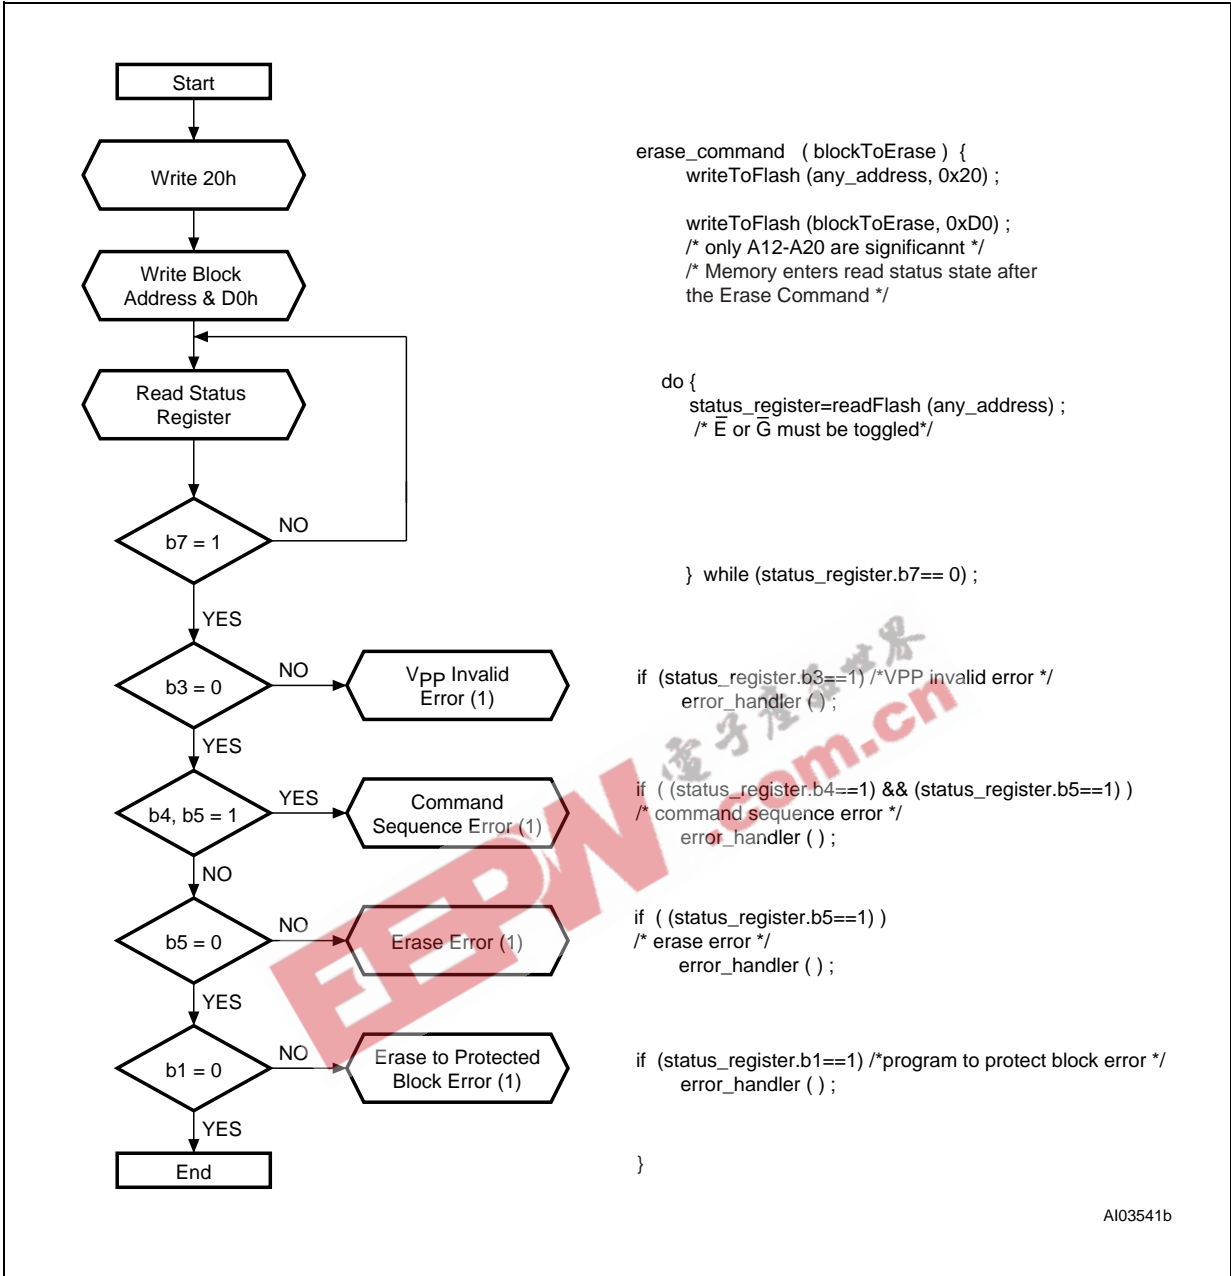 Start
Write 20h
Write Block
Address & D0h
Read Status
Register
b7 = 1
NO
YES
b3 = 0
NO
VPP Invalid
Error (1)
YES
b4, b5 = 1
YES
Command
Sequence Error (1)
NO
b5 = 0
NO
Erase Error (1)
YES
b1 = 0
NO
Erase to Protected
Block Error (1)
YES
End
erase_command ( blockToErase ) {
writeToFlash (any_address, 0x20) ;
writeToFlash (blockToErase, 0xD0) ;
/* only A12-A20 are significannt */
/* Memory enters read status state after
the Erase Command */
do {
status_register=readFlash (any_address) ;
/* E̅ or G̅ must be toggled*/
} while (status_register.b7== 0) ;
if (status_register.b3==1) /*VPP invalid error */
error_handler ( ) ;
if ( (status_register.b4==1) && (status_register.b5==1) )
/* command sequence error */
error_handler ( ) ;
if ( (status_register.b5==1) )
/* erase error */
error_handler ( ) ;
if (status_register.b1==1) /*program to protect block error */
error_handler ( ) ;
}
EEPW.com.cn
電子産品世界
AI03541b